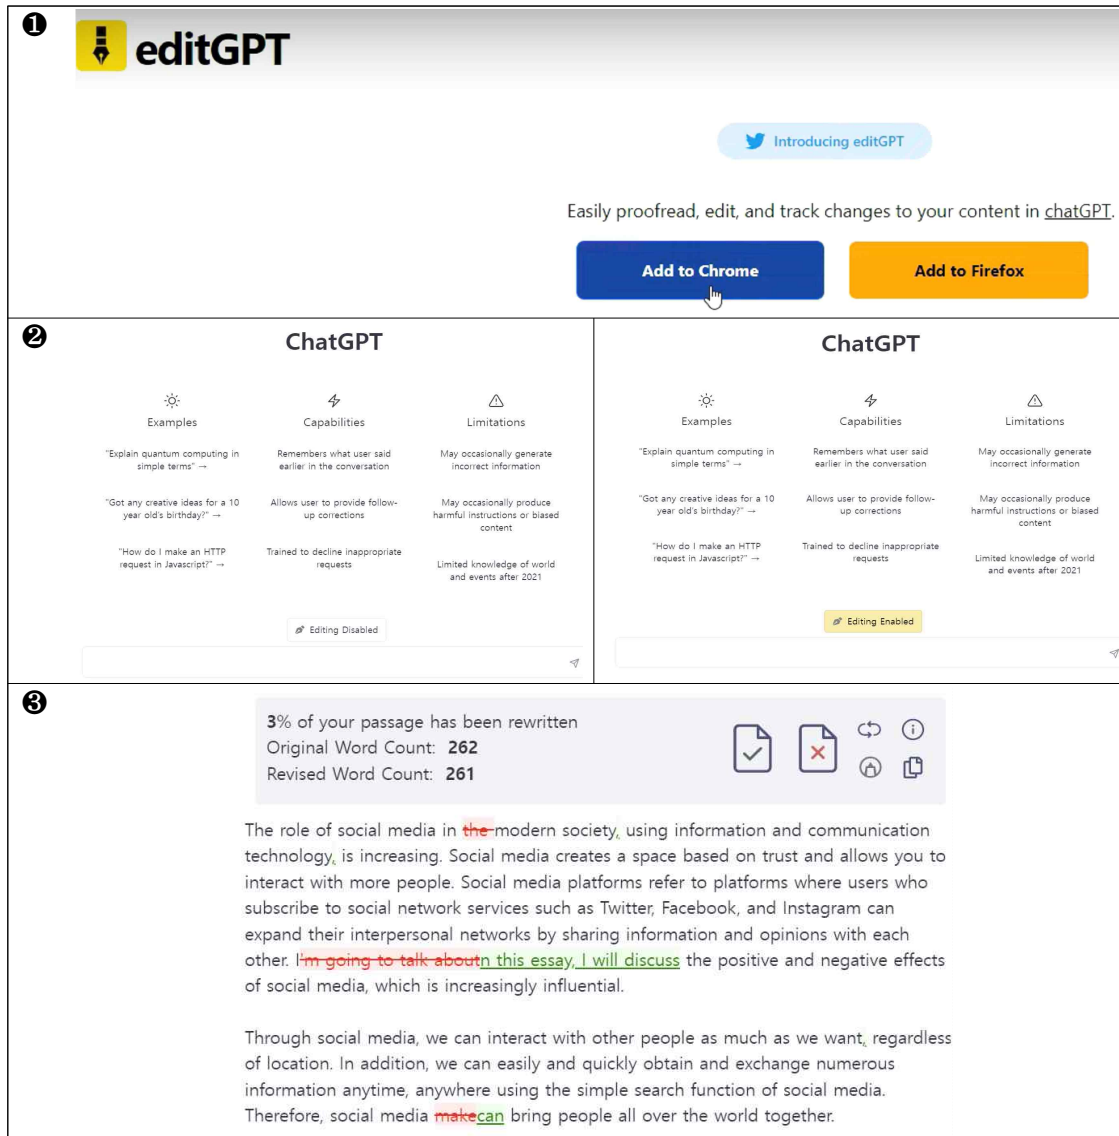 ❶
editGPT
Introducing editGPT
Easily proofread, edit, and track changes to your content in chatGPT.
Add to Chrome
Add to Firefox
❷
ChatGPT
Examples
Capabilities
Limitations
"Explain quantum computing in
simple terms" →
Remembers what user said
earlier in the conversation
May occasionally generate
incorrect information
"Got any creative ideas for a 10
year old's birthday?" →
Allows user to provide follow-
up corrections
May occasionally produce
harmful instructions or biased
content
"How do I make an HTTP
request in Javascript?" →
Trained to decline inappropriate
requests
Limited knowledge of world
and events after 2021
Editing Disabled
ChatGPT
Examples
Capabilities
Limitations
"Explain quantum computing in
simple terms" →
Remembers what user said
earlier in the conversation
May occasionally generate
incorrect information
"Got any creative ideas for a 10
year old's birthday?" →
Allows user to provide follow-
up corrections
May occasionally produce
harmful instructions or biased
content
"How do I make an HTTP
request in Javascript?" →
Trained to decline inappropriate
requests
Limited knowledge of world
and events after 2021
Editing Enabled
❸
3% of your passage has been rewritten
Original Word Count: 262
Revised Word Count: 261
The role of social media in the modern society, using information and communication
technology, is increasing. Social media creates a space based on trust and allows you to
interact with more people. Social media platforms refer to platforms where users who
subscribe to social network services such as Twitter, Facebook, and Instagram can
expand their interpersonal networks by sharing information and opinions with each
other. I'm going to talk aboutn this essay, I will discuss the positive and negative effects
of social media, which is increasingly influential.
Through social media, we can interact with other people as much as we want, regardless
of location. In addition, we can easily and quickly obtain and exchange numerous
information anytime, anywhere using the simple search function of social media.
Therefore, social media makecan bring people all over the world together.